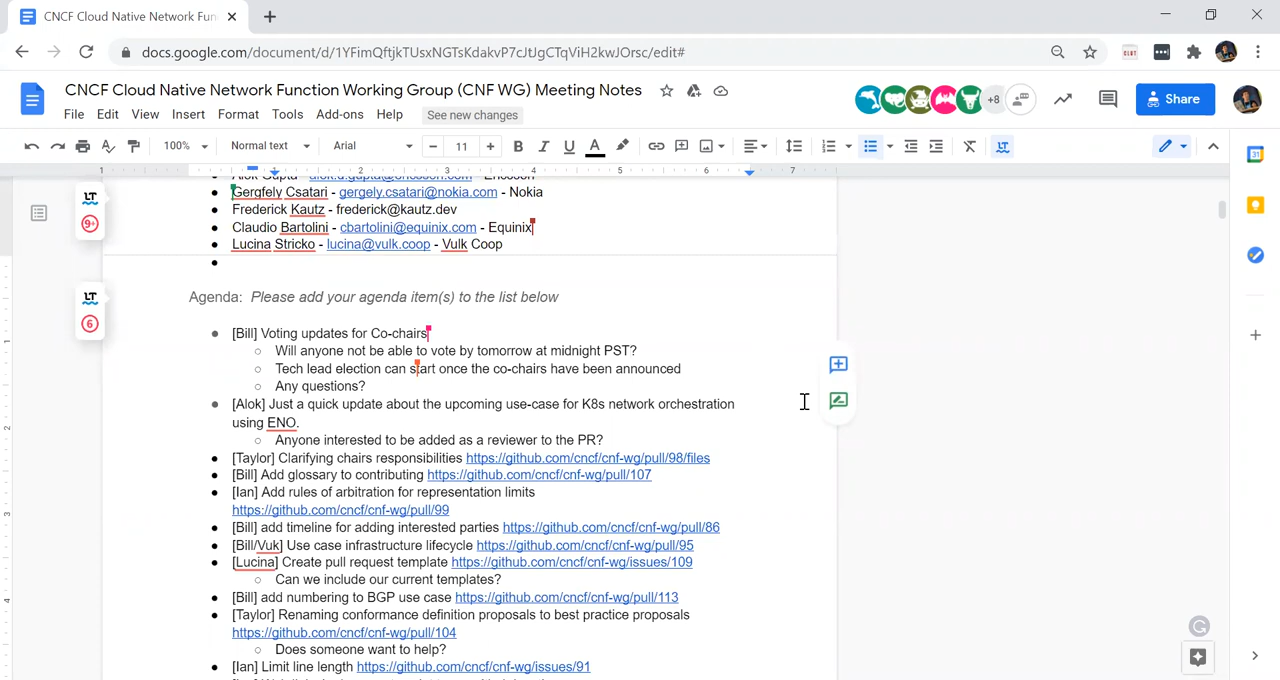 CNCF Cloud Native Network Fun
docs.google.com/document/d/1YFimQftjkTUsxNGTsKdakvP7cJtJgCTqViH2kwJOrsc/edit#
CNCF Cloud Native Network Function Working Group (CNF WG) Meeting Notes
+8
Share
File Edit View Insert Format Tools Add-ons Help See new changes
100% Normal text Arial 11 B I U A
1 1 2 3 4 5 6 7
Gergfely Csatari - gergely.csatari@nokia.com - Nokia
Frederick Kautz - frederick@kautz.dev
Claudio Bartolini - cbartolini@equinix.com - Equinix
Lucina Stricko - lucina@vulk.coop - Vulk Coop
LT
9+
LT
6
Agenda: Please add your agenda item(s) to the list below
[Bill] Voting updates for Co-chairs
Will anyone not be able to vote by tomorrow at midnight PST?
Tech lead election can start once the co-chairs have been announced
Any questions?
[Alok] Just a quick update about the upcoming use-case for K8s network orchestration
using ENO.
Anyone interested to be added as a reviewer to the PR?
[Taylor] Clarifying chairs responsibilities https://github.com/cncf/cnf-wg/pull/98/files
[Bill] Add glossary to contributing https://github.com/cncf/cnf-wg/pull/107
[Ian] Add rules of arbitration for representation limits
https://github.com/cncf/cnf-wg/pull/99
[Bill] add timeline for adding interested parties https://github.com/cncf/cnf-wg/pull/86
[Bill/Vuk] Use case infrastructure lifecycle https://github.com/cncf/cnf-wg/pull/95
[Lucina] Create pull request template https://github.com/cncf/cnf-wg/issues/109
Can we include our current templates?
[Bill] add numbering to BGP use case https://github.com/cncf/cnf-wg/pull/113
[Taylor] Renaming conformance definition proposals to best practice proposals
https://github.com/cncf/cnf-wg/pull/104
Does someone want to help?
[Ian] Limit line length https://github.com/cncf/cnf-wg/issues/91